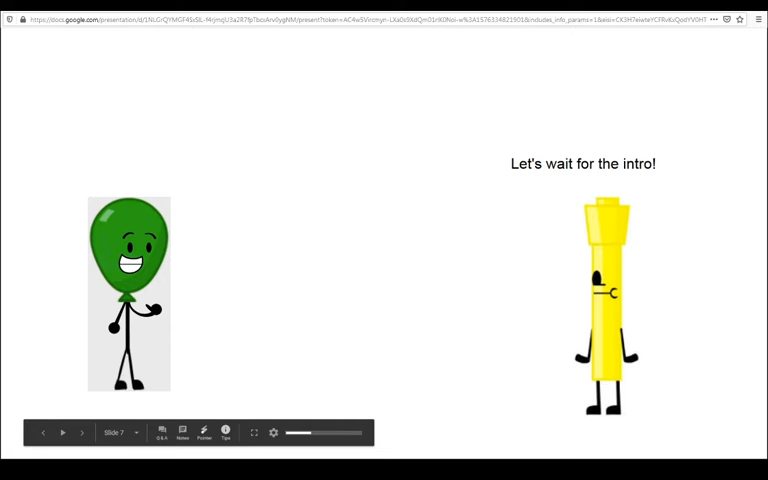 Let's wait for the intro!
Slide 7
Q & A
Notes
Pointer
Tips